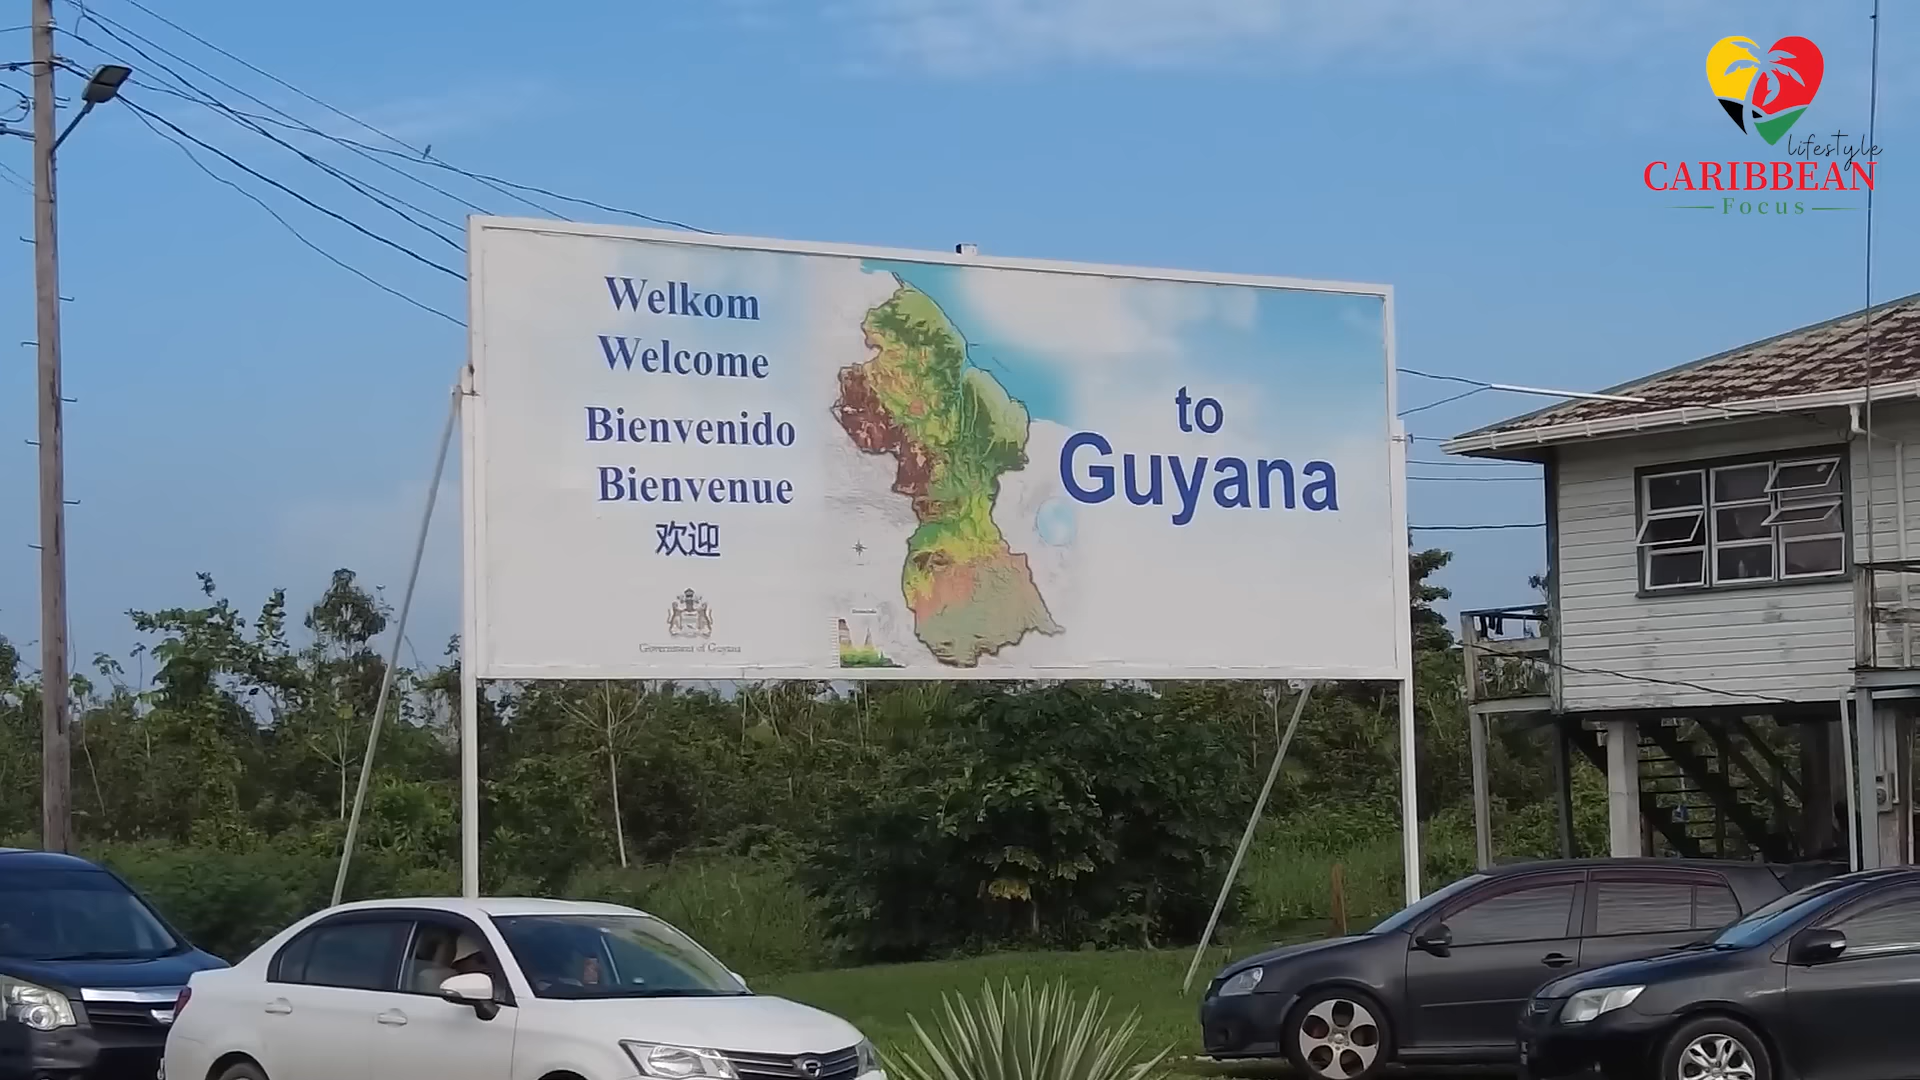 Welkom
Welcome
Bienvenido
Bienvenue
欢迎
Government of Guyana
to
Guyana
lifestyle
CARIBBEAN
Focus